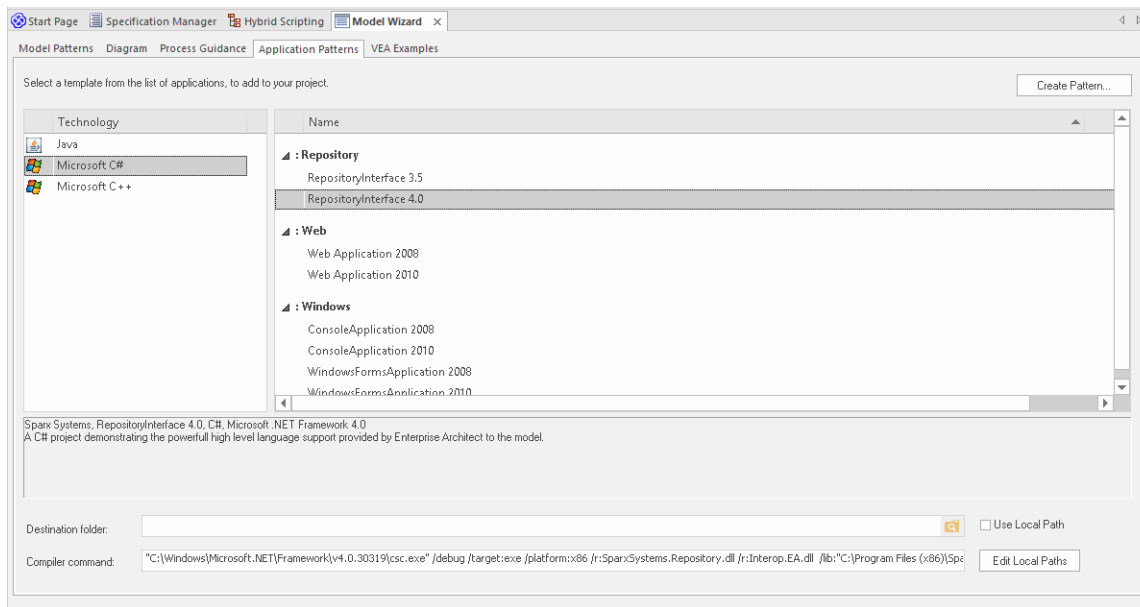 Start Page Specification Manager Hybrid Scripting Model Wizard
Model Patterns Diagram Process Guidance Application Patterns VEA Examples
Select a template from the list of applications, to add to your project.
Create Pattern...
Technology
Java
Microsoft C#
Microsoft C++
Name
: Repository
RepositoryInterface 3.5
RepositoryInterface 4.0
: Web
Web Application 2008
Web Application 2010
: Windows
ConsoleApplication 2008
ConsoleApplication 2010
WindowsFormsApplication 2008
WindowsFormsApplication 2010
Sparx Systems, RepositoryInterface 4.0, C#, Microsoft .NET Framework 4.0
A C# project demonstrating the powerfull high level language support provided by Enterprise Architect to the model.
Destination folder:
Use Local Path
Compiler command: "C:\Windows\Microsoft.NET\Framework\v4.0.30319\csc.exe" /debug /target:exe /platform:x86 /r:SparxSystems.Repository.dll /r:Interop.EA.dll /lib:"C:\Program Files (x86)\Spa
Edit Local Paths